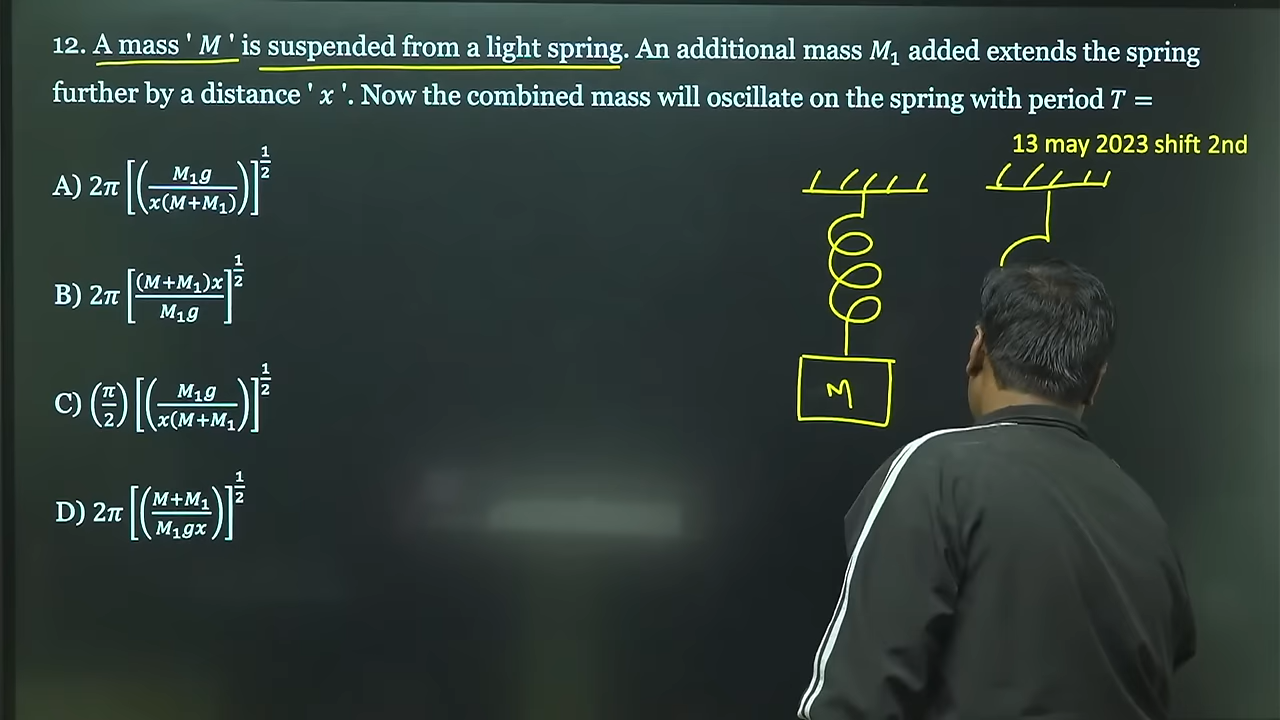 12. A mass ' M ' is suspended from a light spring. An additional mass M₁ added extends the spring
further by a distance ' x '. Now the combined mass will oscillate on the spring with period T =
13 may 2023 shift 2nd
A) 2π [(M₁g / x(M+M₁))]^(1/2)
B) 2π [(M+M₁)x / M₁g]^(1/2)
C) (π/2) [(M₁g / x(M+M₁))]^(1/2)
D) 2π [(M+M₁ / M₁gx)]^(1/2)
M